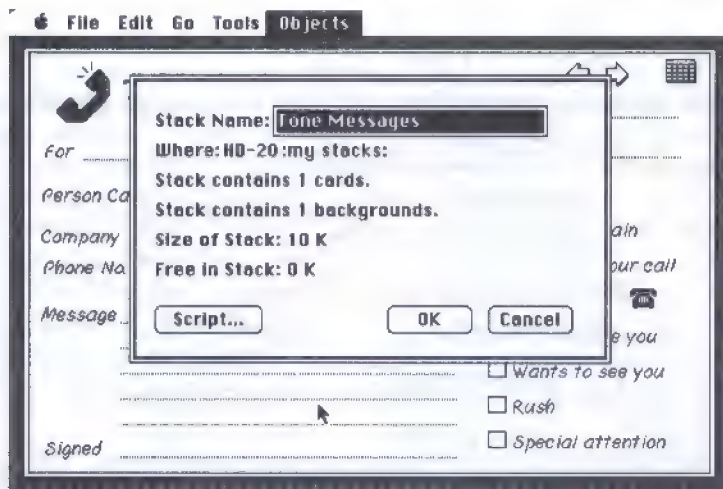 File Edit Go Tools Objects
Stack Name: Tone Messages
Where: HD-20:my stacks:
Stack contains 1 cards.
Stack contains 1 backgrounds.
Size of Stack: 10 K
Free in Stack: 0 K
Script... OK Cancel
For
Person Ca
Company
Phone No.
Message
Signed
ain
our call
e you
Wants to see you
Rush
Special attention